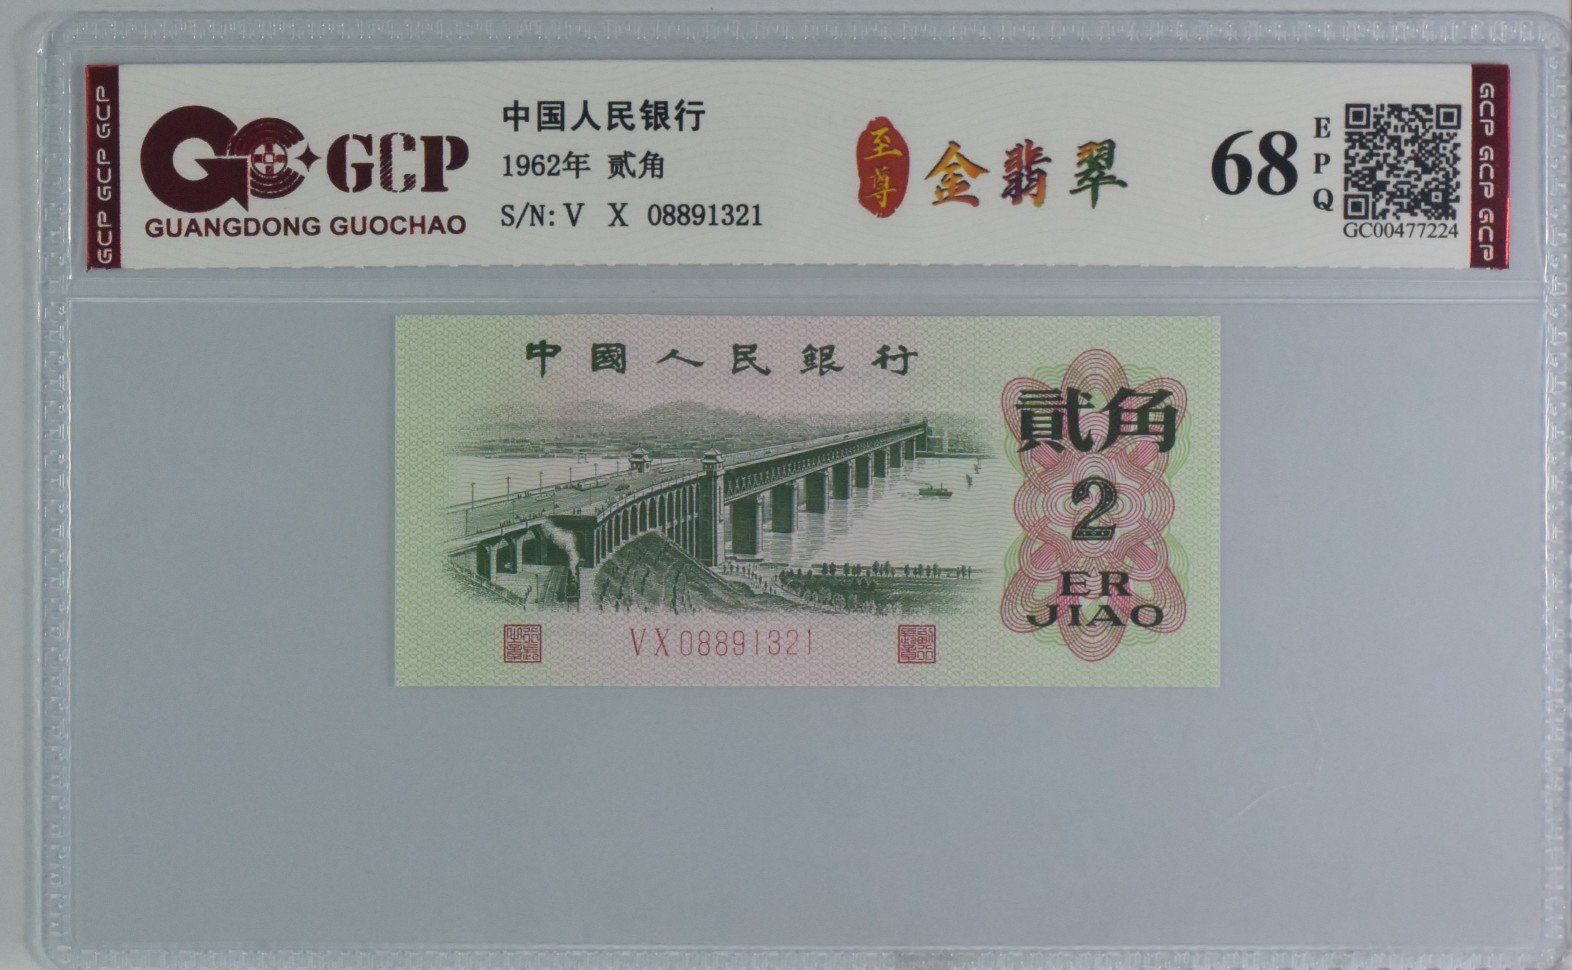 GCP GCP GCP
GCP
GUANGDONG GUOCHAO
中国人民银行
1962年 贰角
S/N: V X 08891321
至尊
金翡翠
68
EPQ
GC00477224
GCP GCP GCP
中國人民銀行
貳角
2
ER
JIAO
VX08891321